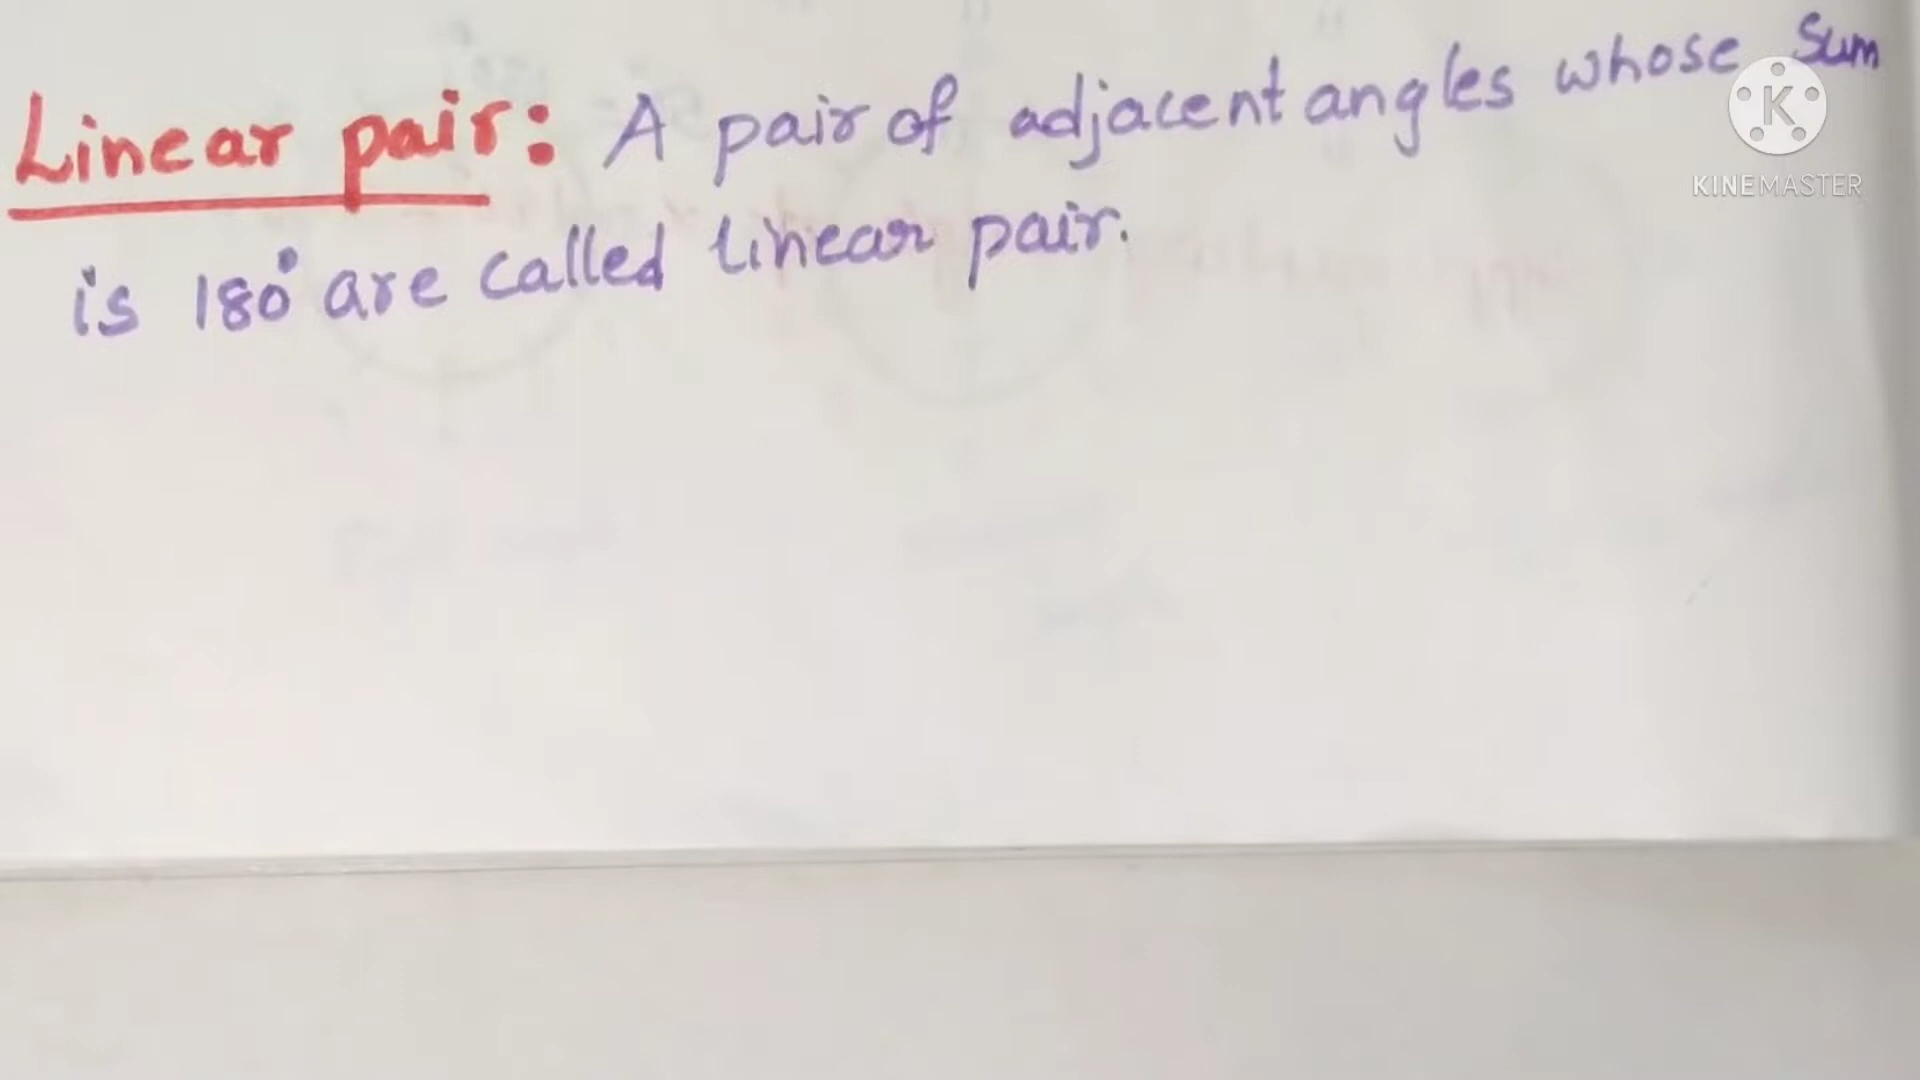 Linear pair: A pair of adjacent angles whose sum
is 180° are called linear pair.
K
KINEMASTER